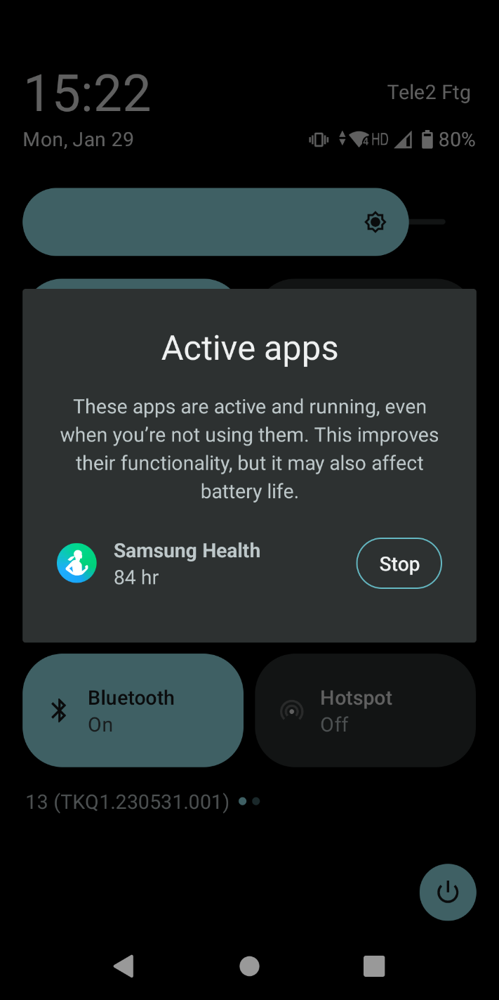 15:22
Tele2 Ftg
Mon, Jan 29
4 HD 80%
Active apps
These apps are active and running, even
when you’re not using them. This improves
their functionality, but it may also affect
battery life.
Samsung Health
84 hr
Stop
Bluetooth
On
Hotspot
Off
13 (TKQ1.230531.001)